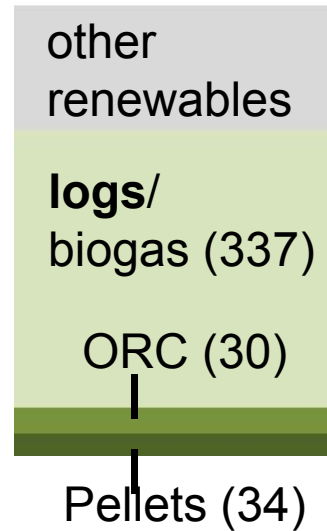 other
renewables
logs/
biogas (337)
ORC (30)
Pellets (34)